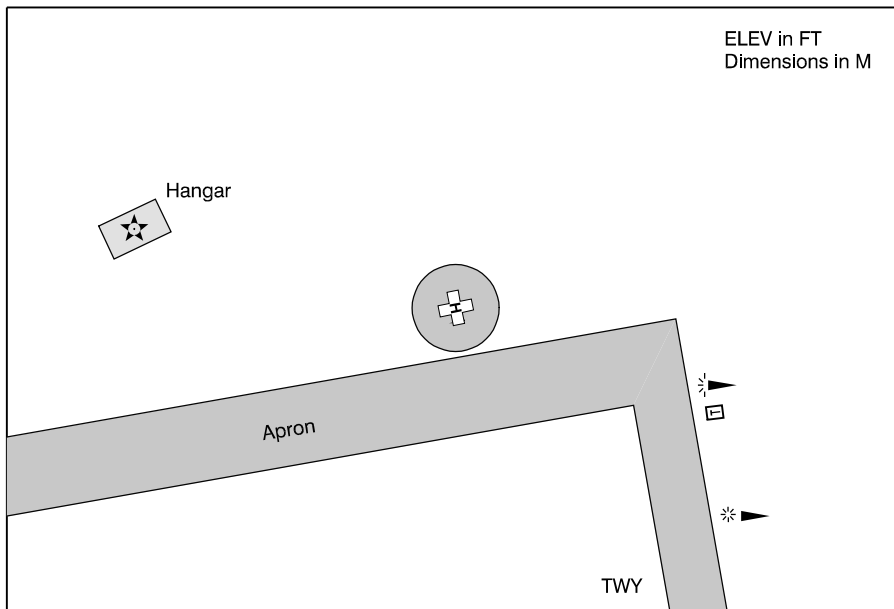 ELEV in FT
Dimensions in M
Hangar
H
Apron
T
TWY